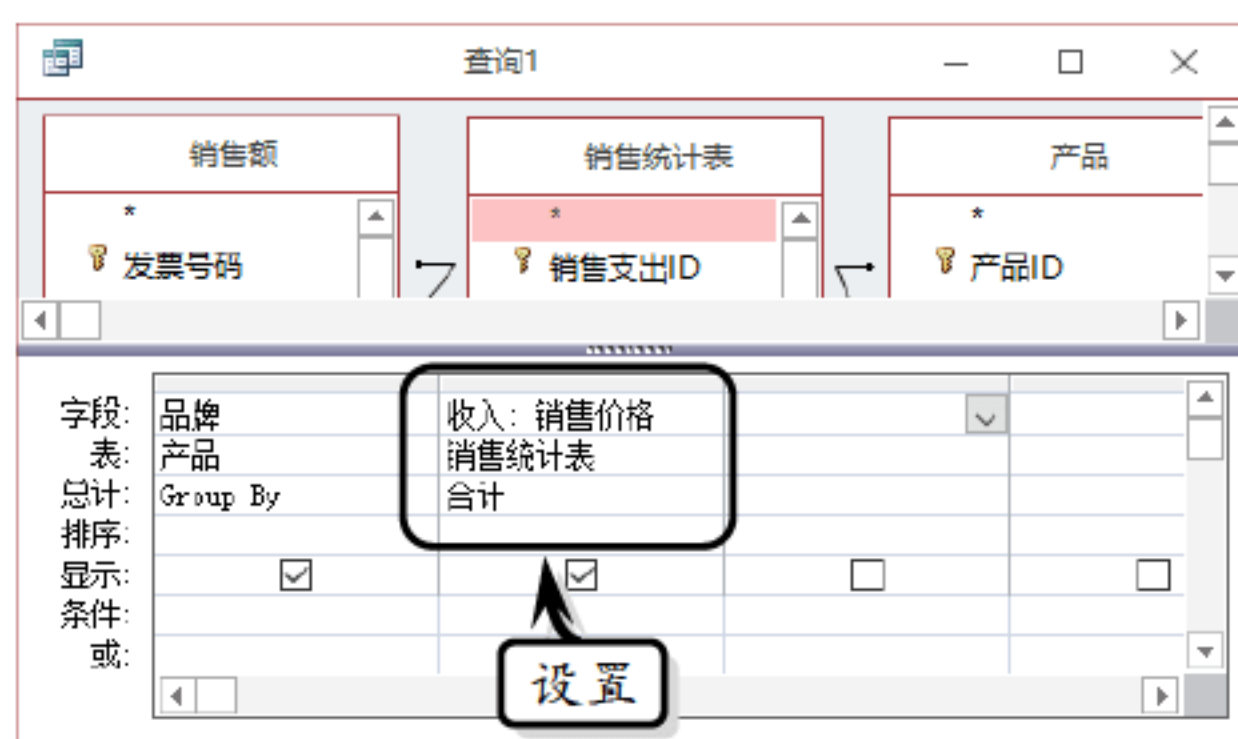 查询1
销售额 销售统计表 产品
* * *
发票号码 销售支出ID 产品ID
字段: 品牌 收入: 销售价格
表: 产品 销售统计表
总计: Group By 合计
排序:
显示:
条件:
或:
设置